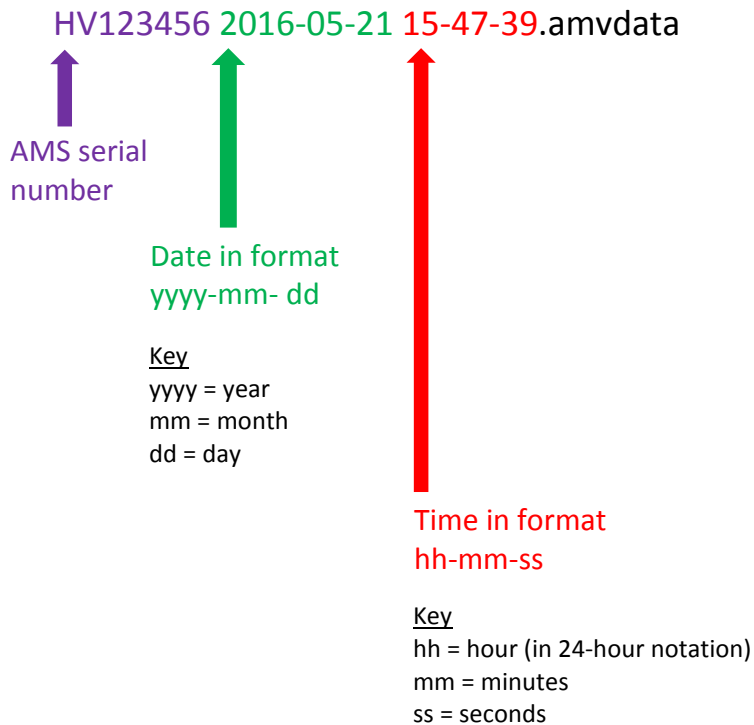 HV123456 2016-05-21 15-47-39.amvdata
AMS serial
number
Date in format
yyyy-mm- dd
Key
yyyy = year
mm = month
dd = day
Time in format
hh-mm-ss
Key
hh = hour (in 24-hour notation)
mm = minutes
ss = seconds